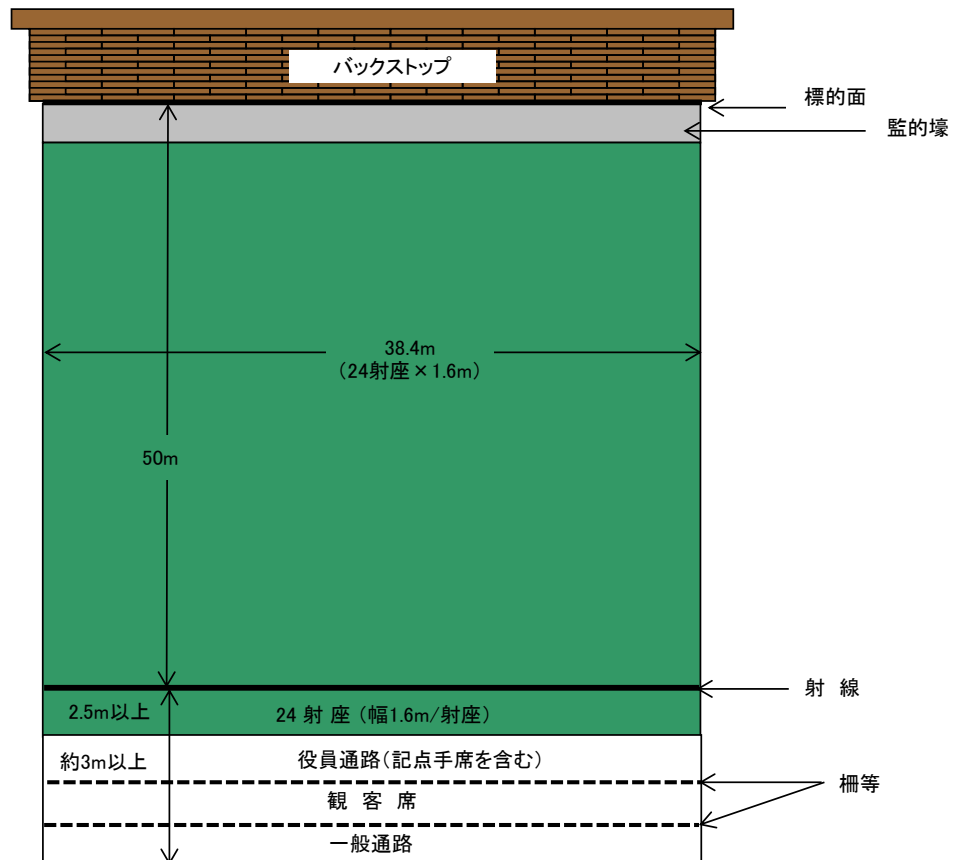 バックストップ
標的面
監的壕
38.4m
（24射座×1.6m）
50m
射　線
2.5m以上
24 射 座 （幅1.6m/射座）
約3m以上
役員通路（記点手席を含む）
柵等
観　客　席
一般通路